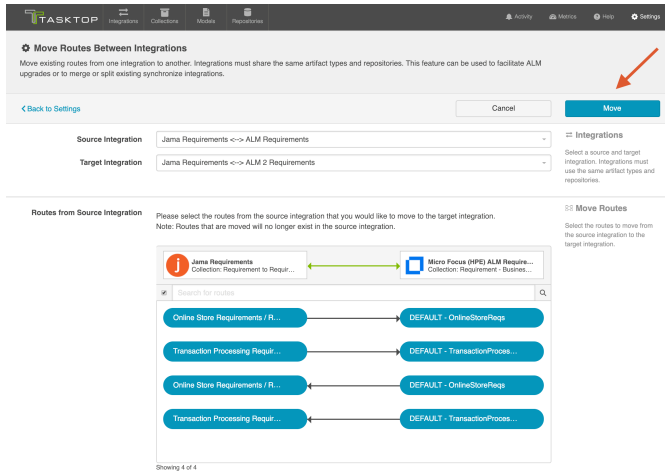 TASKTOP
Integrations
Collections
Models
Repositories
Activity
Metrics
Help
Settings
Move Routes Between Integrations
Move existing routes from one integration to another. Integrations must share the same artifact types and repositories. This feature can be used to facilitate ALM
upgrades or to merge or split existing synchronize integrations.
Back to Settings
Cancel
Move
Source Integration
Jama Requirements <--> ALM Requirements
Target Integration
Jama Requirements <--> ALM 2 Requirements
Integrations
Select a source and target
integration. Integrations must
use the same artifact types and
repositories.
Routes from Source Integration
Please select the routes from the source integration that you would like to move to the target integration.
Note: Routes that are moved will no longer exist in the source integration.
Move Routes
Select the routes to move from
the source integration to the
target integration.
Jama Requirements
Collection: Requirement to Requir...
Micro Focus (HPE) ALM Require...
Collection: Requirement - Busines...
Search for routes
Online Store Requirements / R...
DEFAULT - OnlineStoreReqs
Transaction Processing Requir...
DEFAULT - TransactionProces...
Online Store Requirements / R...
DEFAULT - OnlineStoreReqs
Transaction Processing Requir...
DEFAULT - TransactionProces...
Showing 4 of 4